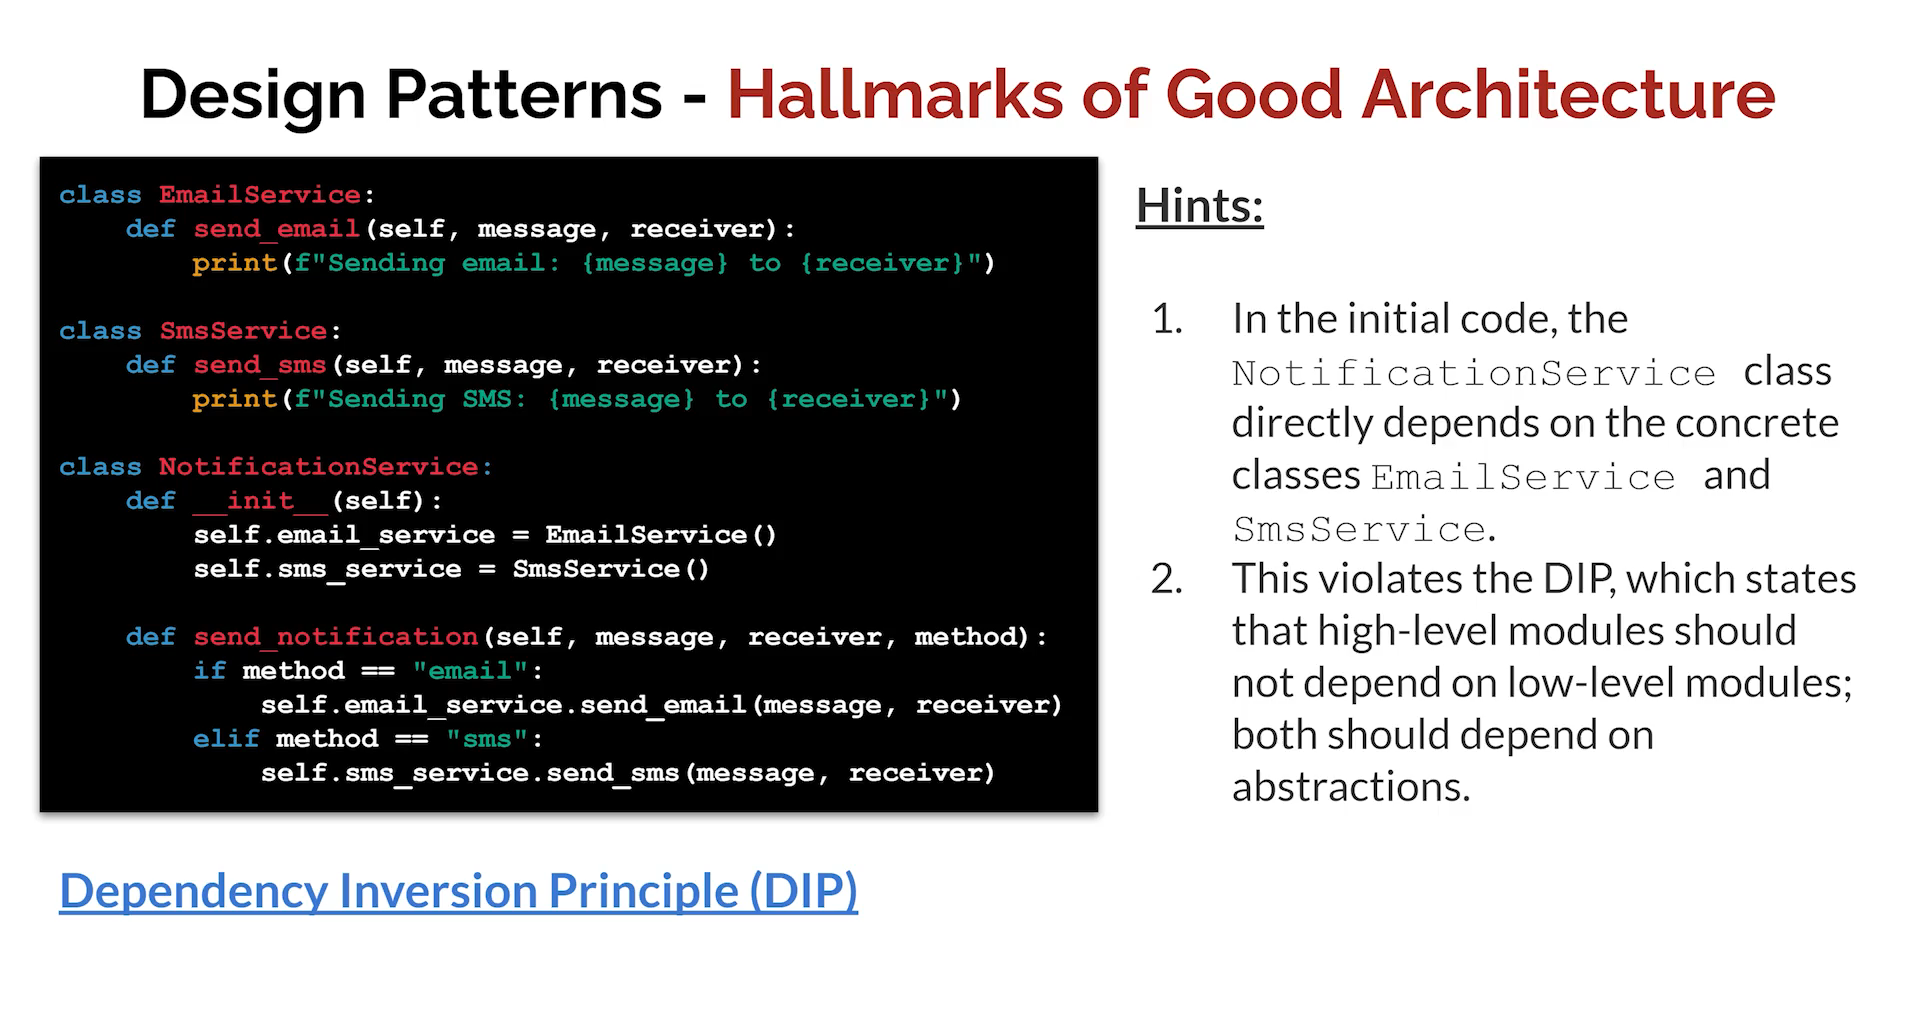 Design Patterns - Hallmarks of Good Architecture
class EmailService:
    def send_email(self, message, receiver):
        print(f"Sending email: {message} to {receiver}")
class SmsService:
    def send_sms(self, message, receiver):
        print(f"Sending SMS: {message} to {receiver}")
class NotificationService:
    def __init__(self):
        self.email_service = EmailService()
        self.sms_service = SmsService()
    def send_notification(self, message, receiver, method):
        if method == "email":
            self.email_service.send_email(message, receiver)
        elif method == "sms":
            self.sms_service.send_sms(message, receiver)
Dependency Inversion Principle (DIP)
Hints:
1. In the initial code, the
NotificationService class
directly depends on the concrete
classes EmailService and
SmsService.
2. This violates the DIP, which states
that high-level modules should
not depend on low-level modules;
both should depend on
abstractions.